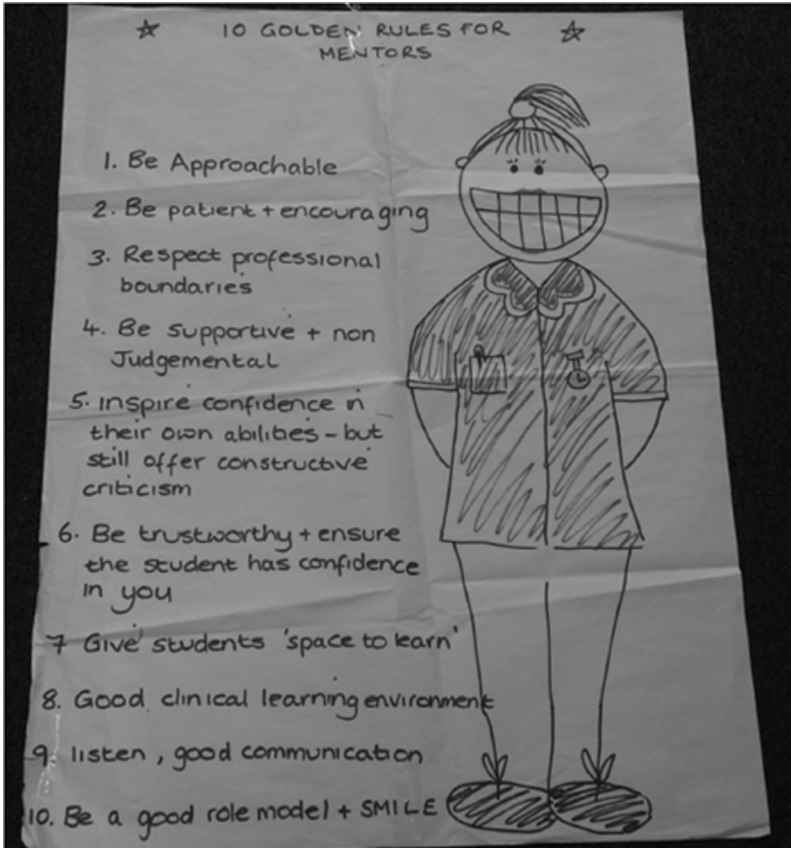 10 GOLDEN RULES FOR
MENTORS
1. Be Approachable
2. Be patient + encouraging
3. Respect professional
boundaries
4. Be supportive + non
Judgemental
5. Inspire confidence in
their own abilities - but
still offer constructive
criticism
6. Be trustworthy + ensure
the student has confidence
in you
7 Give students 'space to learn'
8. Good clinical learning environment
9. listen, good communication
10. Be a good role model + SMILE